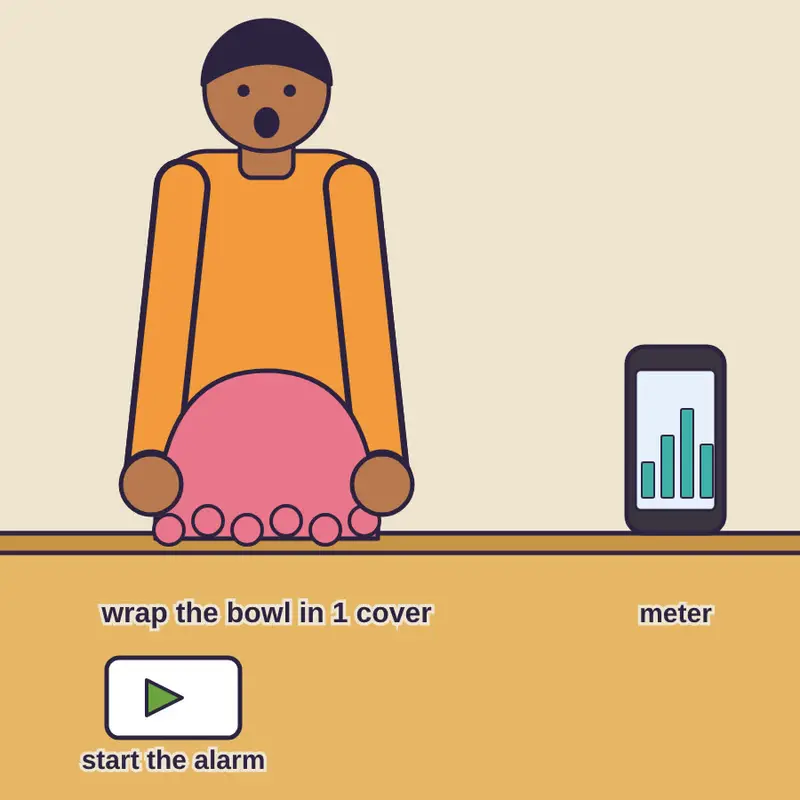 wrap the bowl in 1 cover
meter
start the alarm